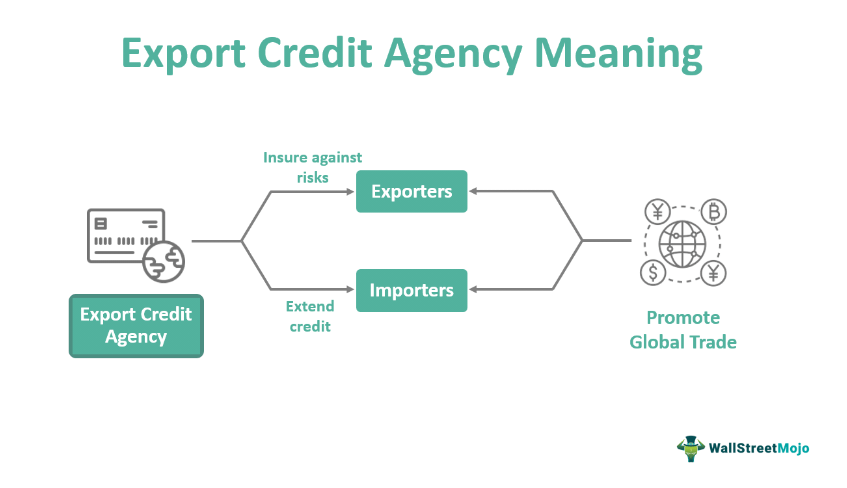 Export Credit Agency Meaning
Insure against
risks
Exporters
Export Credit
Agency
Extend
credit
Importers
¥
B
$
¥
Promote
Global Trade
WallStreetMojo